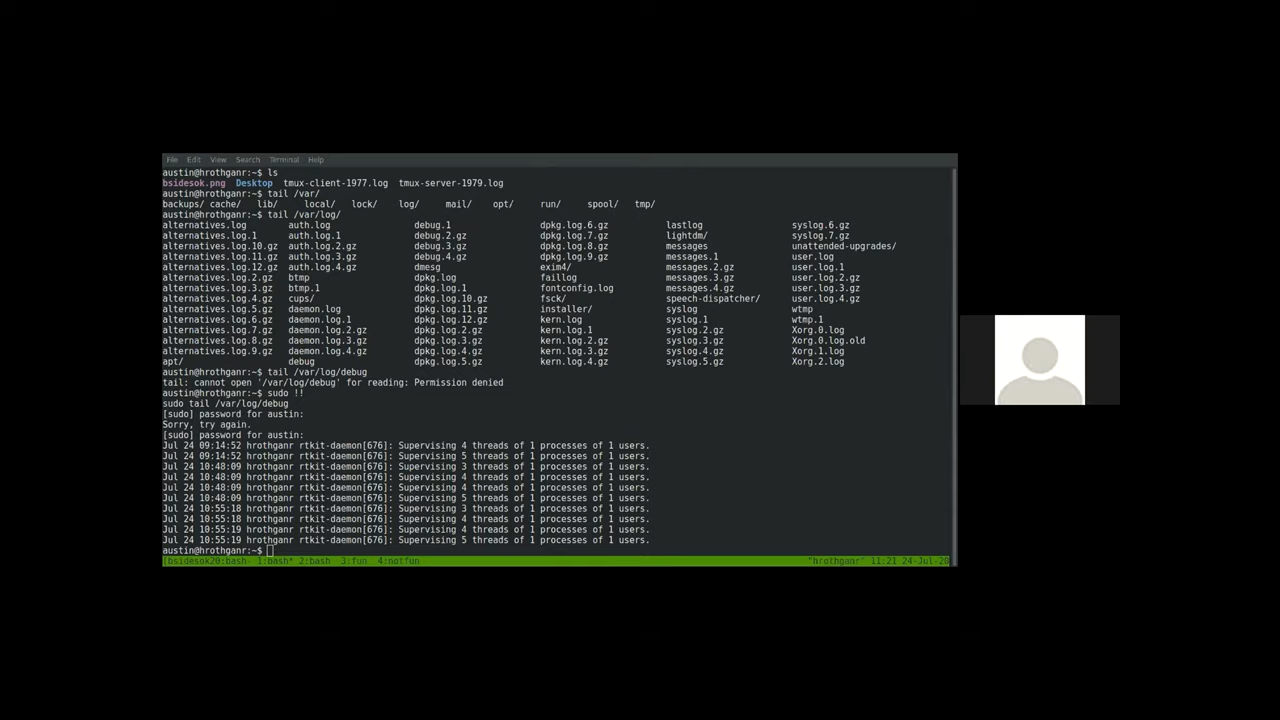 File Edit View Search Terminal Help
austin@hrothganr:~$ ls
bsidesok.png Desktop tmux-client-1977.log tmux-server-1979.log
austin@hrothganr:~$ tail /var/
backups/ cache/ lib/ local/ lock/ log/ mail/ opt/ run/ spool/ tmp/
austin@hrothganr:~$ tail /var/log/
alternatives.log auth.log debug.1 dpkg.log.6.gz lastlog syslog.6.gz
alternatives.log.1 auth.log.1 debug.2.gz dpkg.log.7.gz lightdm/ syslog.7.gz
alternatives.log.10.gz auth.log.2.gz debug.3.gz dpkg.log.8.gz messages unattended-upgrades/
alternatives.log.11.gz auth.log.3.gz debug.4.gz dpkg.log.9.gz messages.1 user.log
alternatives.log.12.gz auth.log.4.gz dmesg exim4/ messages.2.gz user.log.1
alternatives.log.2.gz btmp dpkg.log faillog messages.3.gz user.log.2.gz
alternatives.log.3.gz btmp.1 dpkg.log.1 fontconfig.log messages.4.gz user.log.3.gz
alternatives.log.4.gz cups/ dpkg.log.10.gz fsck/ speech-dispatcher/ user.log.4.gz
alternatives.log.5.gz daemon.log dpkg.log.11.gz installer/ syslog wtmp
alternatives.log.6.gz daemon.log.1 dpkg.log.12.gz kern.log syslog.1 wtmp.1
alternatives.log.7.gz daemon.log.2.gz dpkg.log.2.gz kern.log.1 syslog.2.gz Xorg.0.log
alternatives.log.8.gz daemon.log.3.gz dpkg.log.3.gz kern.log.2.gz syslog.3.gz Xorg.0.log.old
alternatives.log.9.gz daemon.log.4.gz dpkg.log.4.gz kern.log.3.gz syslog.4.gz Xorg.1.log
apt/ debug dpkg.log.5.gz kern.log.4.gz syslog.5.gz Xorg.2.log
austin@hrothganr:~$ tail /var/log/debug
tail: cannot open '/var/log/debug' for reading: Permission denied
austin@hrothganr:~$ sudo !!
sudo tail /var/log/debug
[sudo] password for austin:
Sorry, try again.
[sudo] password for austin:
Jul 24 09:14:52 hrothganr rtkit-daemon[676]: Supervising 4 threads of 1 processes of 1 users.
Jul 24 09:14:52 hrothganr rtkit-daemon[676]: Supervising 5 threads of 1 processes of 1 users.
Jul 24 10:48:09 hrothganr rtkit-daemon[676]: Supervising 3 threads of 1 processes of 1 users.
Jul 24 10:48:09 hrothganr rtkit-daemon[676]: Supervising 4 threads of 1 processes of 1 users.
Jul 24 10:48:09 hrothganr rtkit-daemon[676]: Supervising 4 threads of 1 processes of 1 users.
Jul 24 10:48:09 hrothganr rtkit-daemon[676]: Supervising 5 threads of 1 processes of 1 users.
Jul 24 10:55:18 hrothganr rtkit-daemon[676]: Supervising 3 threads of 1 processes of 1 users.
Jul 24 10:55:18 hrothganr rtkit-daemon[676]: Supervising 4 threads of 1 processes of 1 users.
Jul 24 10:55:19 hrothganr rtkit-daemon[676]: Supervising 4 threads of 1 processes of 1 users.
Jul 24 10:55:19 hrothganr rtkit-daemon[676]: Supervising 5 threads of 1 processes of 1 users.
austin@hrothganr:~$
[bsidesok20:bash- 1:bash* 2:bash 3:fun 4:notfun "hrothganr" 11:21 24-Jul-20